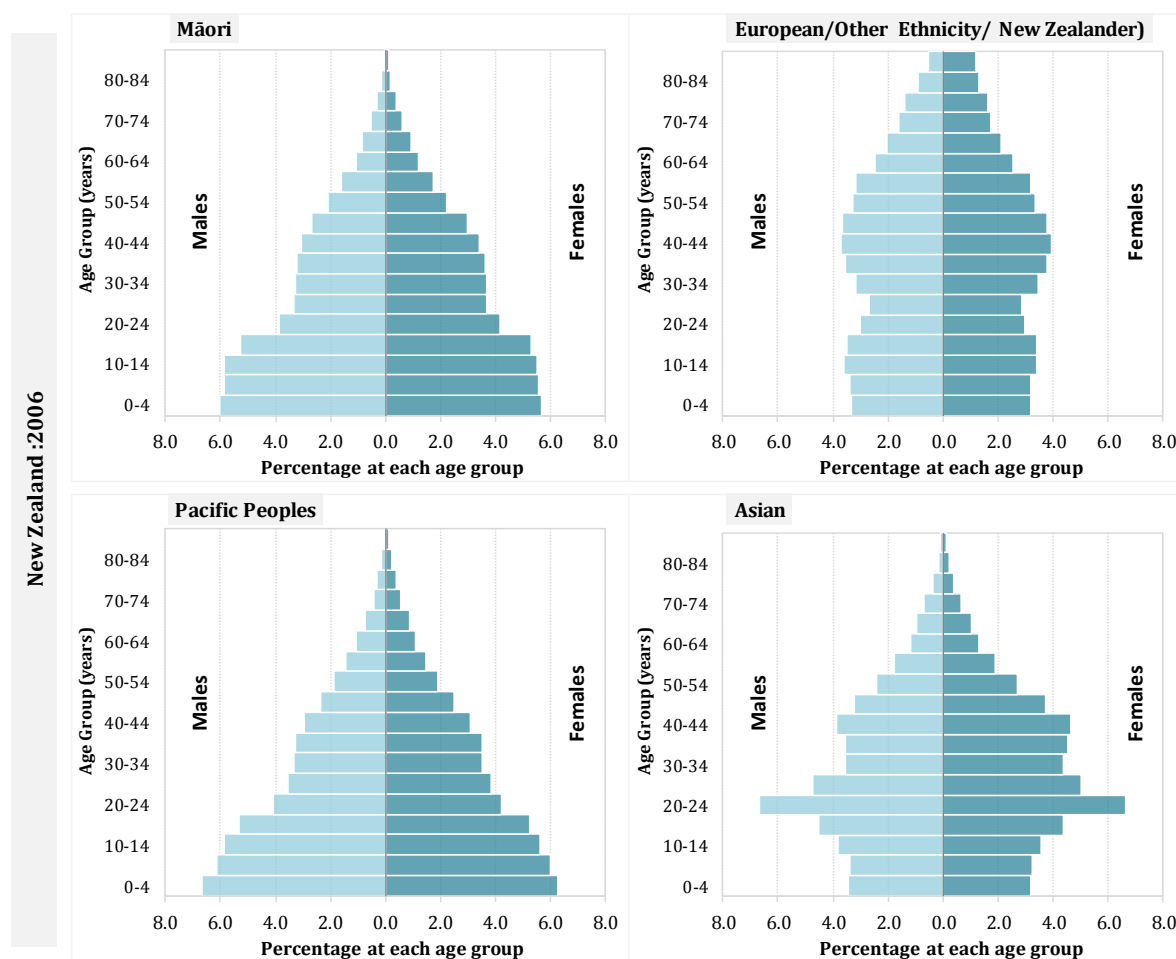 New Zealand :2006
Māori
Age Group (years)
80-84
70-74
60-64
50-54
40-44
30-34
20-24
10-14
0-4
Males
Females
8.0 6.0 4.0 2.0 0.0 2.0 4.0 6.0 8.0
Percentage at each age group
European/Other Ethnicity/ New Zealander)
Age Group (years)
80-84
70-74
60-64
50-54
40-44
30-34
20-24
10-14
0-4
Males
Females
8.0 6.0 4.0 2.0 0.0 2.0 4.0 6.0 8.0
Percentage at each age group
Pacific Peoples
Age Group (years)
80-84
70-74
60-64
50-54
40-44
30-34
20-24
10-14
0-4
Males
Females
8.0 6.0 4.0 2.0 0.0 2.0 4.0 6.0 8.0
Percentage at each age group
Asian
Age Group (years)
80-84
70-74
60-64
50-54
40-44
30-34
20-24
10-14
0-4
Males
Females
8.0 6.0 4.0 2.0 0.0 2.0 4.0 6.0 8.0
Percentage at each age group